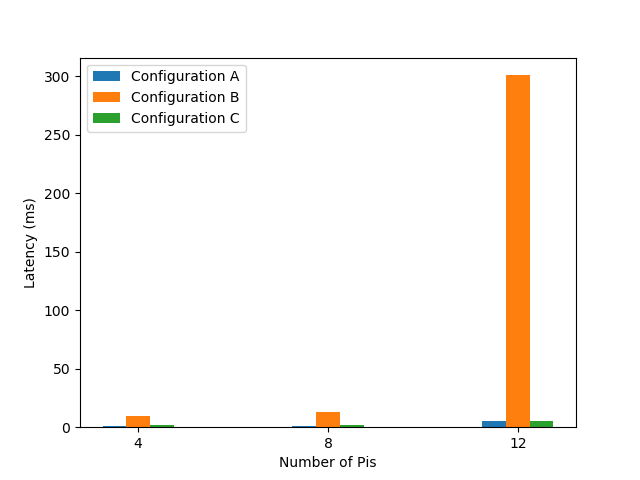 Configuration A
Configuration B
Configuration C
300
250
200
150
100
50
0
Latency (ms)
4 8 12
Number of Pis